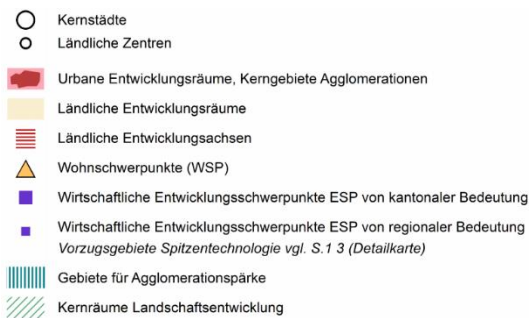 Kernstädte
Ländliche Zentren
Urbane Entwicklungsräume, Kerngebiete Agglomerationen
Ländliche Entwicklungsräume
Ländliche Entwicklungsachsen
Wohnschwerpunkte (WSP)
Wirtschaftliche Entwicklungsschwerpunkte ESP von kantonaler Bedeutung
Wirtschaftliche Entwicklungsschwerpunkte ESP von regionaler Bedeutung
Vorzugsgebiete Spitzentechnologie vgl. S.1 3 (Detailkarte)
Gebiete für Agglomerationspärke
Kernräume Landschaftsentwicklung